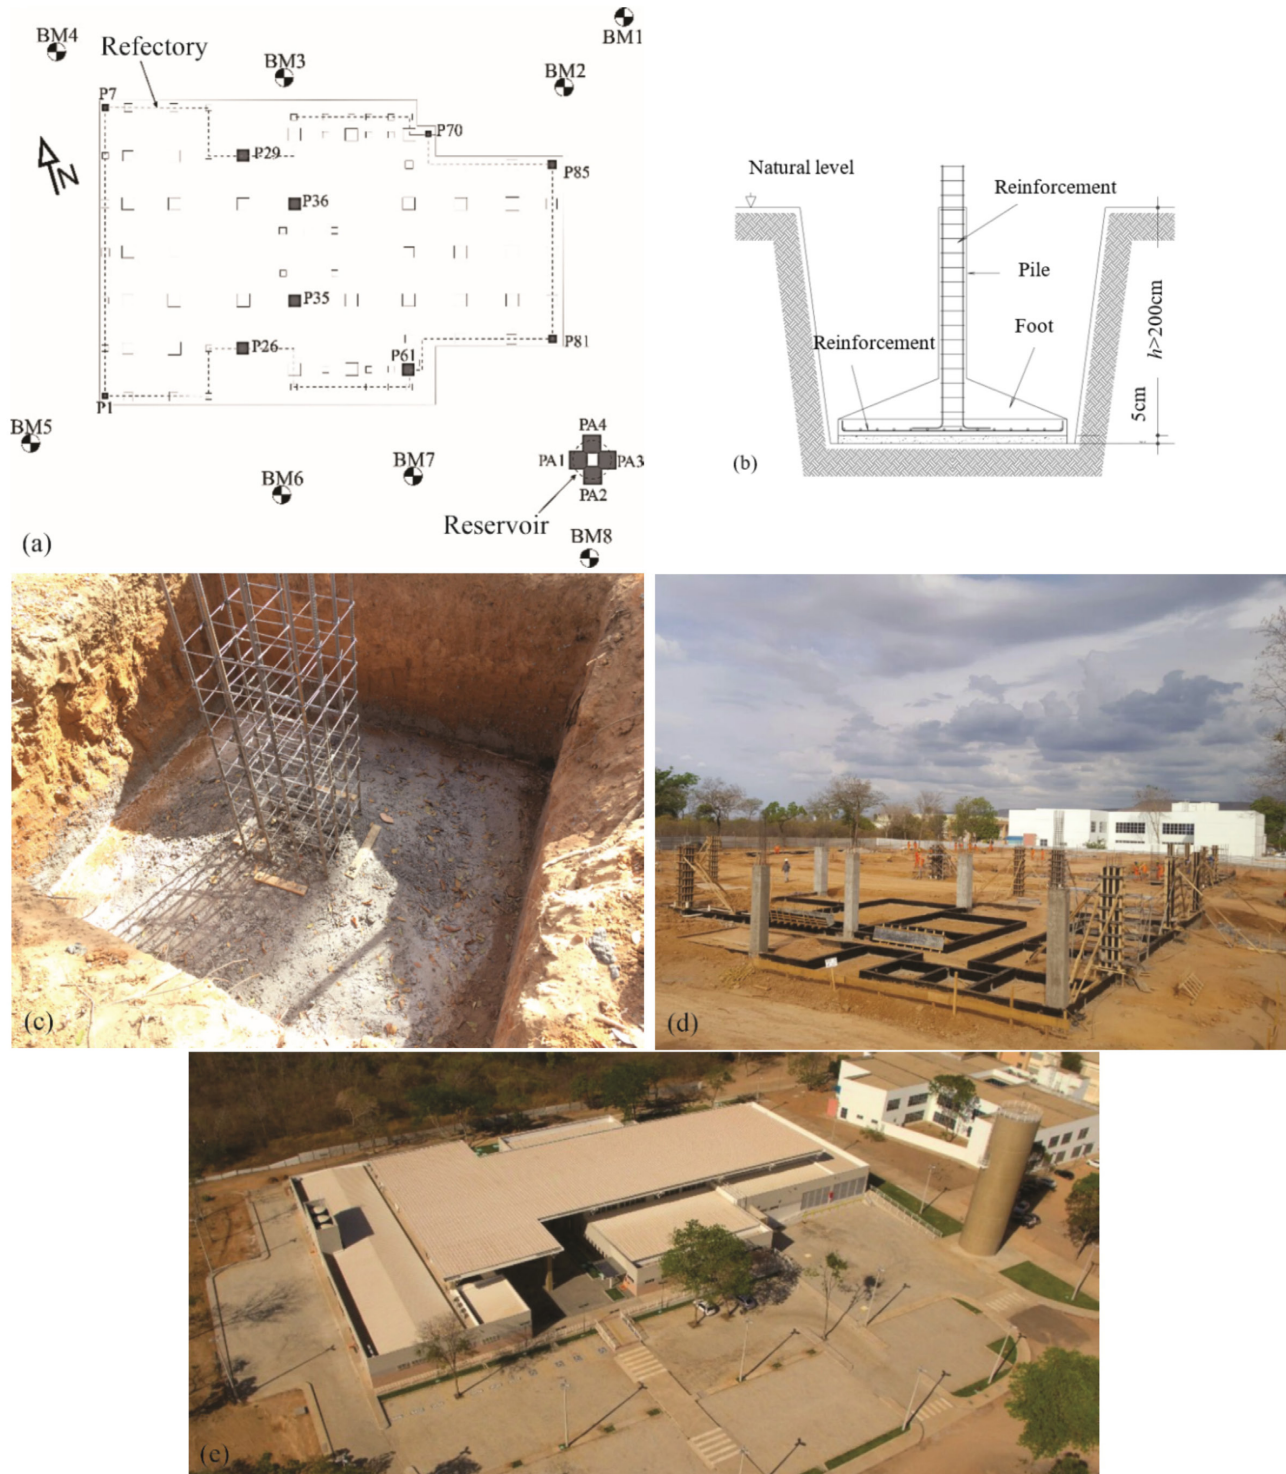 BM1
BM4
Refectory
BM3
BM2
P7
P70
N
P29
P85
P36
P35
P26
P61
P81
P1
BM5
BM6
BM7
PA4
PA1
PA3
PA2
Reservoir
BM8
(a)
Natural level
Reinforcement
Pile
Foot
Reinforcement
h>200cm
5cm
(b)
(c)
(d)
(e)